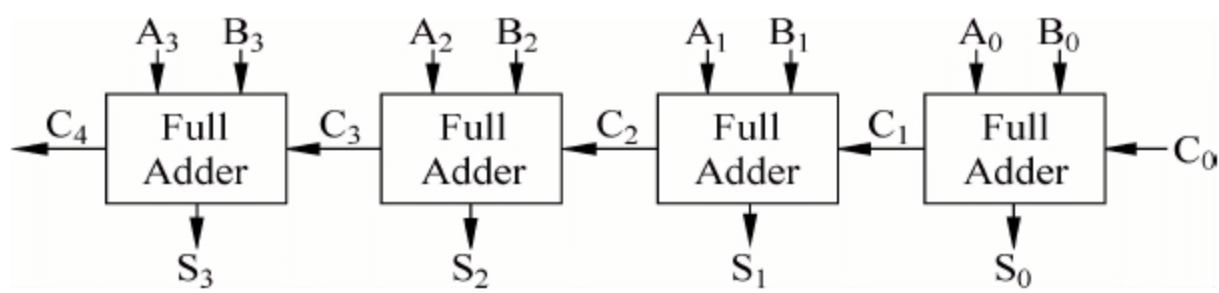 A₃ B₃ A₂ B₂ A₁ B₁ A₀ B₀
C₄ Full Adder C₃ Full Adder C₂ Full Adder C₁ Full Adder C₀
S₃ S₂ S₁ S₀